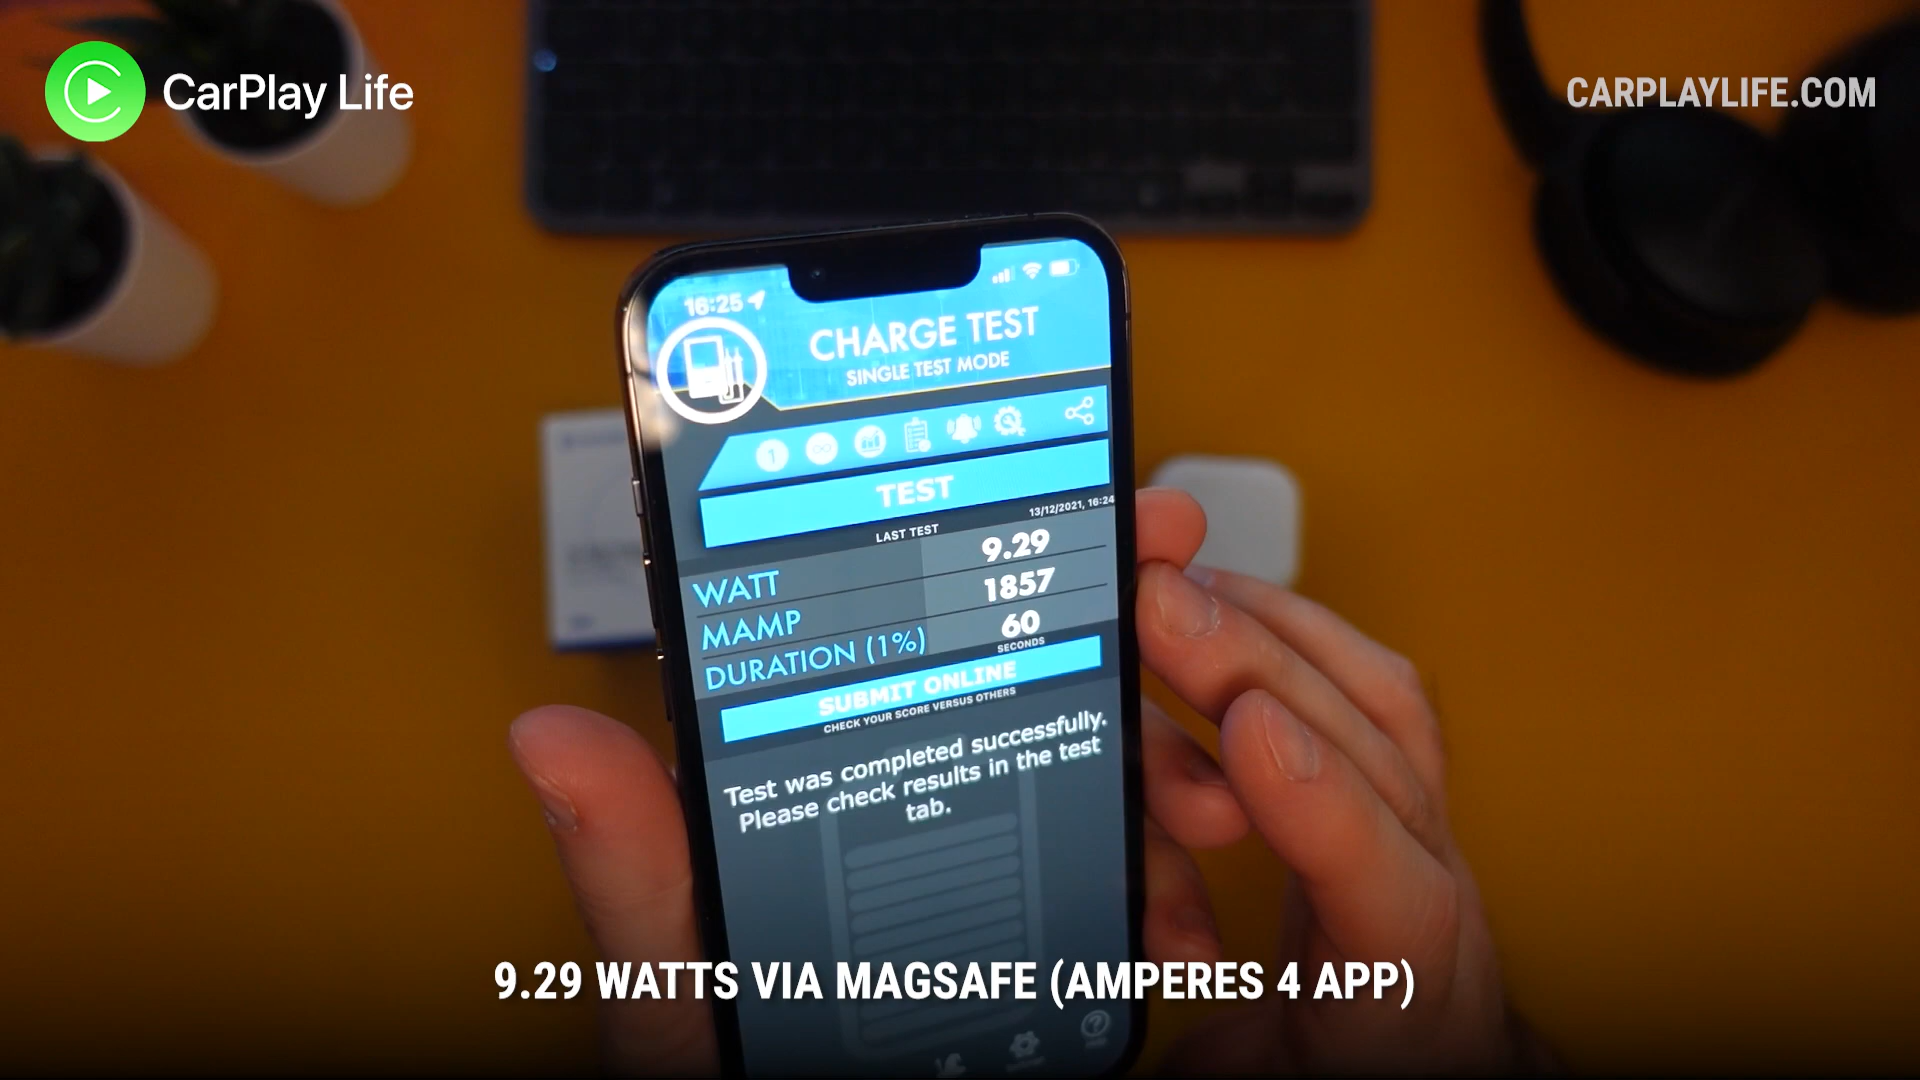 CarPlay Life
CARPLAYLIFE.COM
16:25
CHARGE TEST
SINGLE TEST MODE
1
TEST
13/12/2021, 16:24
LAST TEST
WATT 9.29
MAMP 1857
DURATION (1%) 60
SECONDS
SUBMIT ONLINE
CHECK YOUR SCORE VERSUS OTHERS
Test was completed successfully.
Please check results in the test
tab.
9.29 WATTS VIA MAGSAFE (AMPERES 4 APP)